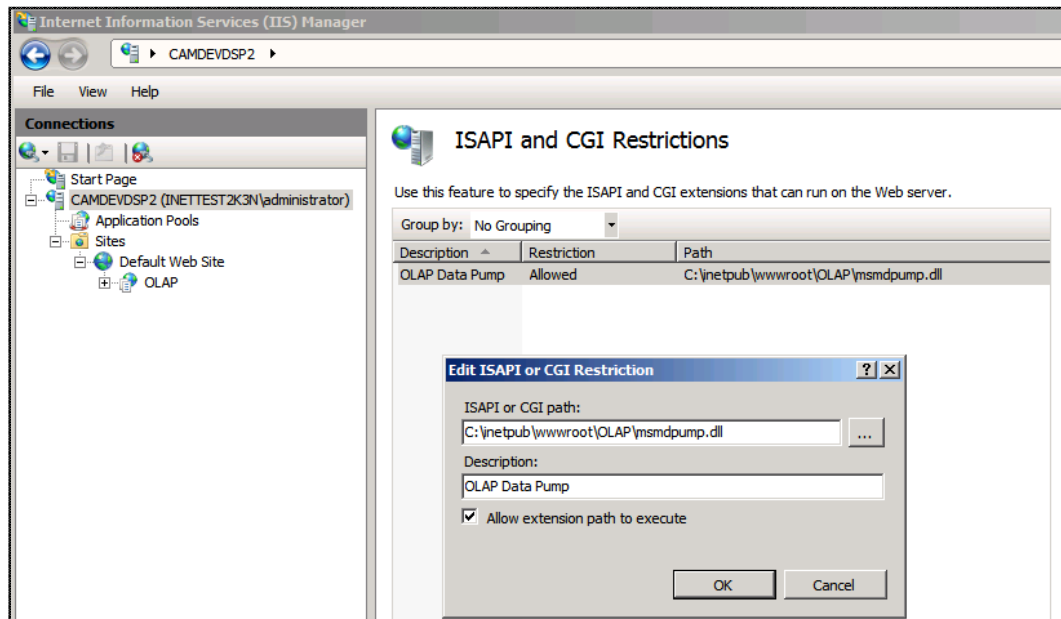 Internet Information Services (IIS) Manager
CAMDEVDSP2
File View Help
Connections
Start Page
CAMDEVDSP2 (INETTEST2K3N\administrator)
Application Pools
Sites
Default Web Site
OLAP
ISAPI and CGI Restrictions
Use this feature to specify the ISAPI and CGI extensions that can run on the Web server.
Group by: No Grouping
Description Restriction Path
OLAP Data Pump Allowed C:\inetpub\wwwroot\OLAP\msmdpump.dll
Edit ISAPI or CGI Restriction
ISAPI or CGI path:
C:\inetpub\wwwroot\OLAP\msmdpump.dll ...
Description:
OLAP Data Pump
Allow extension path to execute
OK Cancel